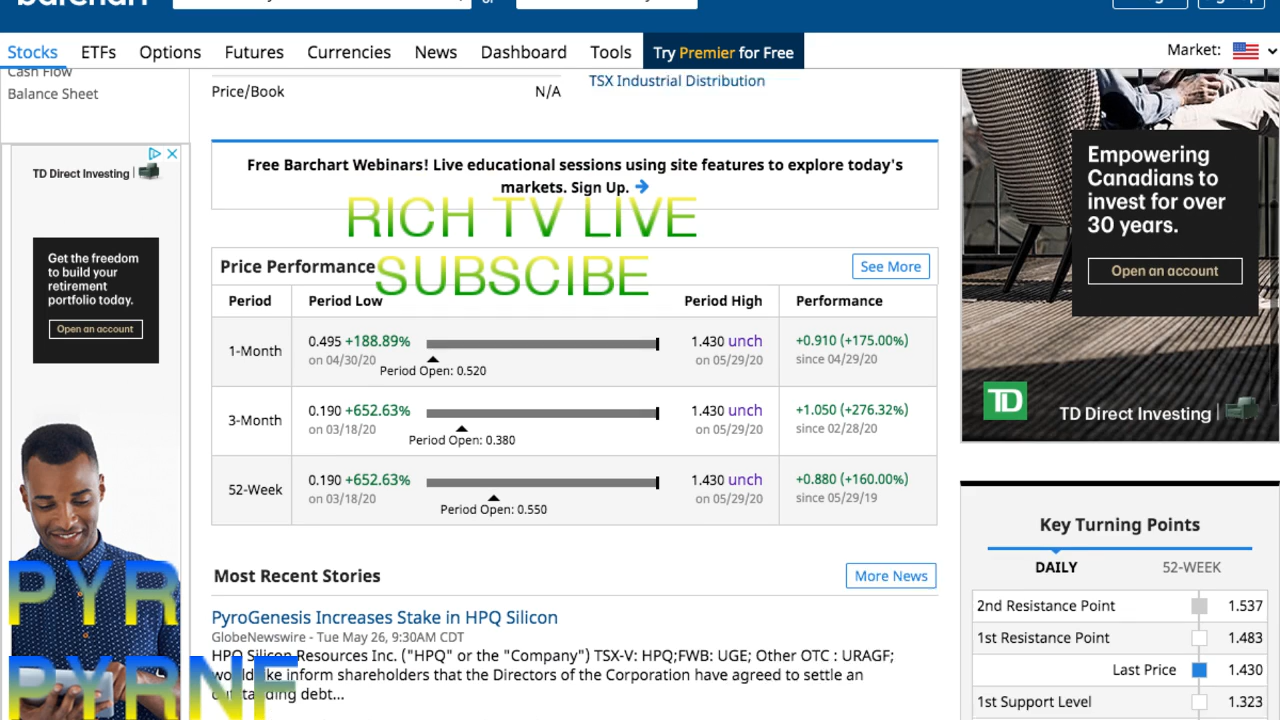 barchart
Stocks ETFs Options Futures Currencies News Dashboard Tools Try Premier for Free Market:
Cash Flow
Balance Sheet
TSX Industrial Distribution
Price/Book N/A
TD Direct Investing
Get the freedom
to build your
retirement
portfolio today.
Open an account
Free Barchart Webinars! Live educational sessions using site features to explore today's
markets. Sign Up.
RICH TV LIVE
SUBSCIBE
Price Performance See More
Period Period Low Period High Performance
1-Month 0.495 +188.89% 1.430 unch +0.910 (+175.00%)
on 04/30/20 on 05/29/20 since 04/29/20
Period Open: 0.520
3-Month 0.190 +652.63% 1.430 unch +1.050 (+276.32%)
on 03/18/20 on 05/29/20 since 02/28/20
Period Open: 0.380
52-Week 0.190 +652.63% 1.430 unch +0.880 (+160.00%)
on 03/18/20 on 05/29/20 since 05/29/19
Period Open: 0.550
Most Recent Stories More News
PyroGenesis Increases Stake in HPQ Silicon
GlobeNewswire - Tue May 26, 9:30AM CDT
HPQ Silicon Resources Inc. ("HPQ" or the "Company") TSX-V: HPQ;FWB: UGE; Other OTC : URAGF;
would like inform shareholders that the Directors of the Corporation have agreed to settle an
outstanding debt...
PYR
PYRNF
Empowering
Canadians to
invest for over
30 years.
Open an account
TD TD Direct Investing
Key Turning Points
DAILY 52-WEEK
2nd Resistance Point 1.537
1st Resistance Point 1.483
Last Price 1.430
1st Support Level 1.323